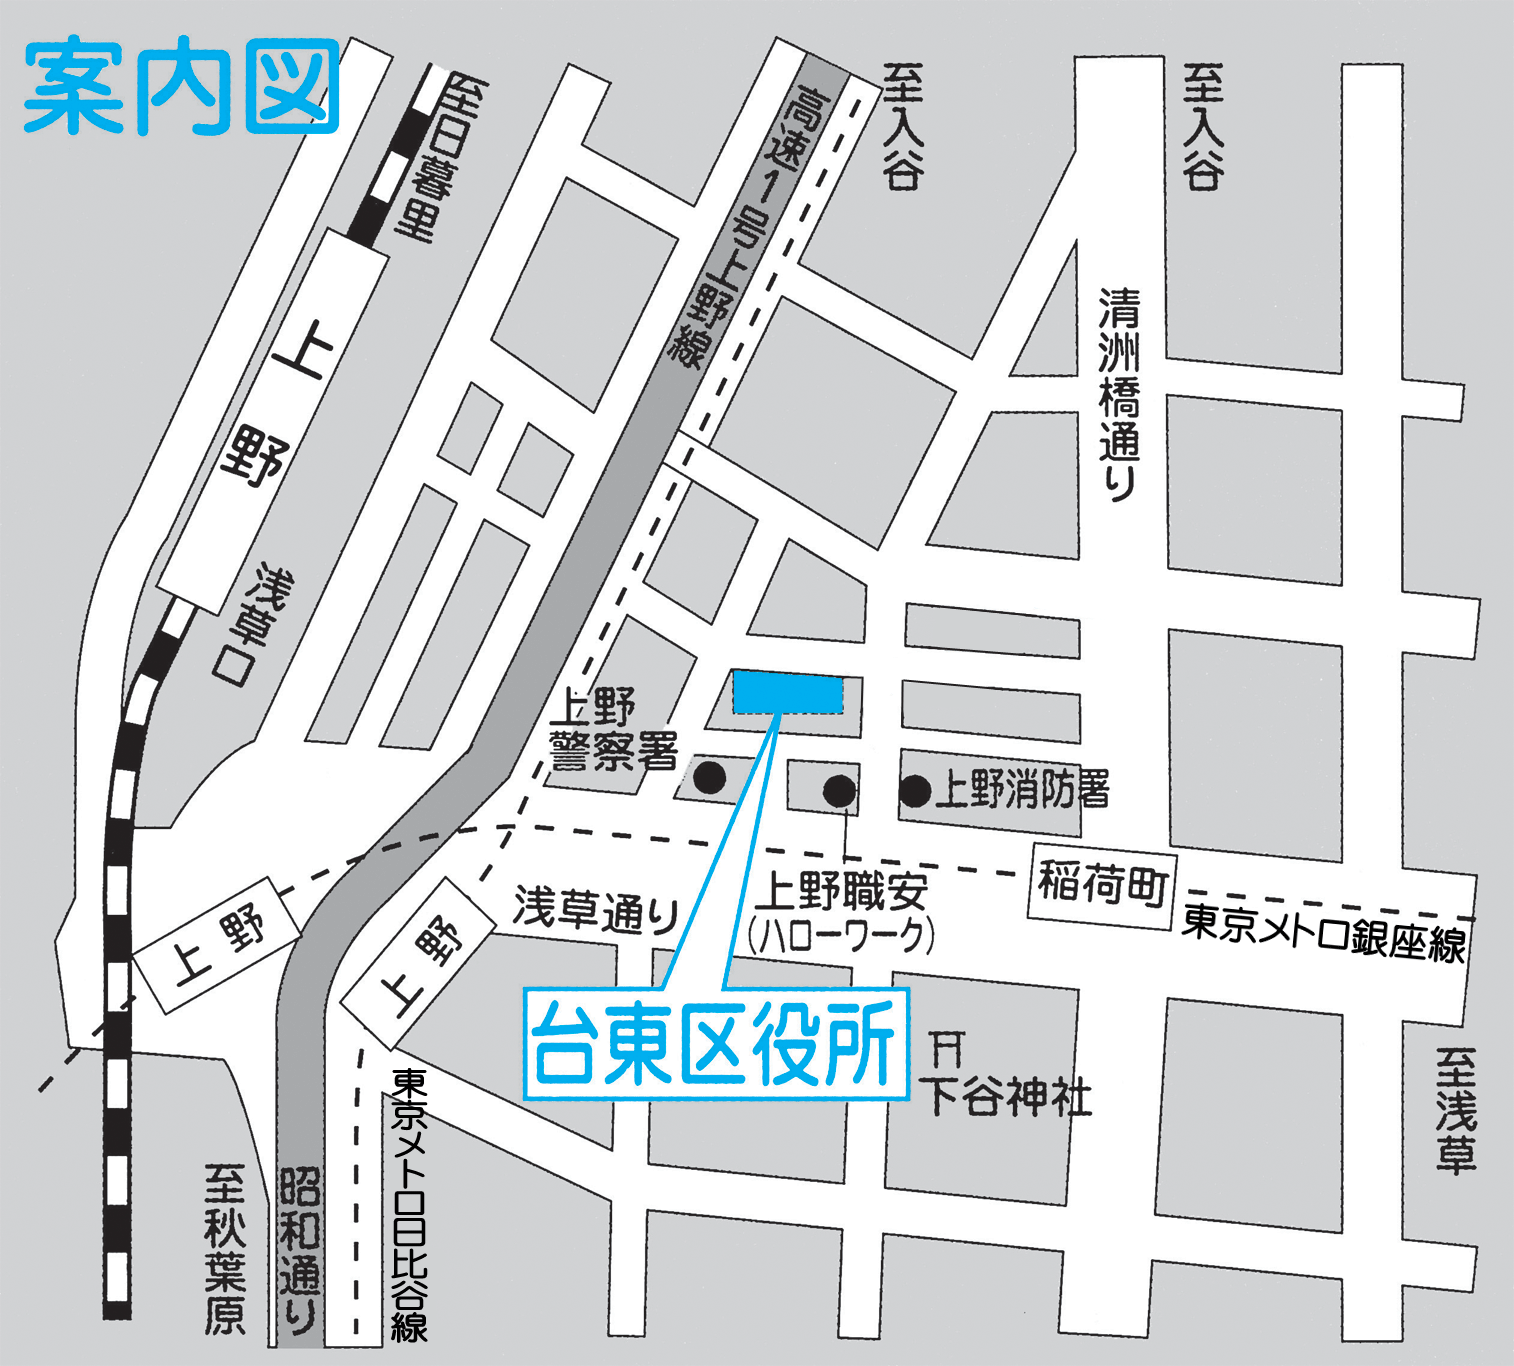 案内図
至日暮里
高速1号上野線
至入谷
至入谷
上野
清洲橋通り
浅草口
上野
警察署
上野消防署
稲荷町
東京メトロ銀座線
上野職安
(ハローワーク)
浅草通り
上野
上野
台東区役所
下谷神社
至浅草
東京メトロ日比谷線
昭和通り
至秋葉原